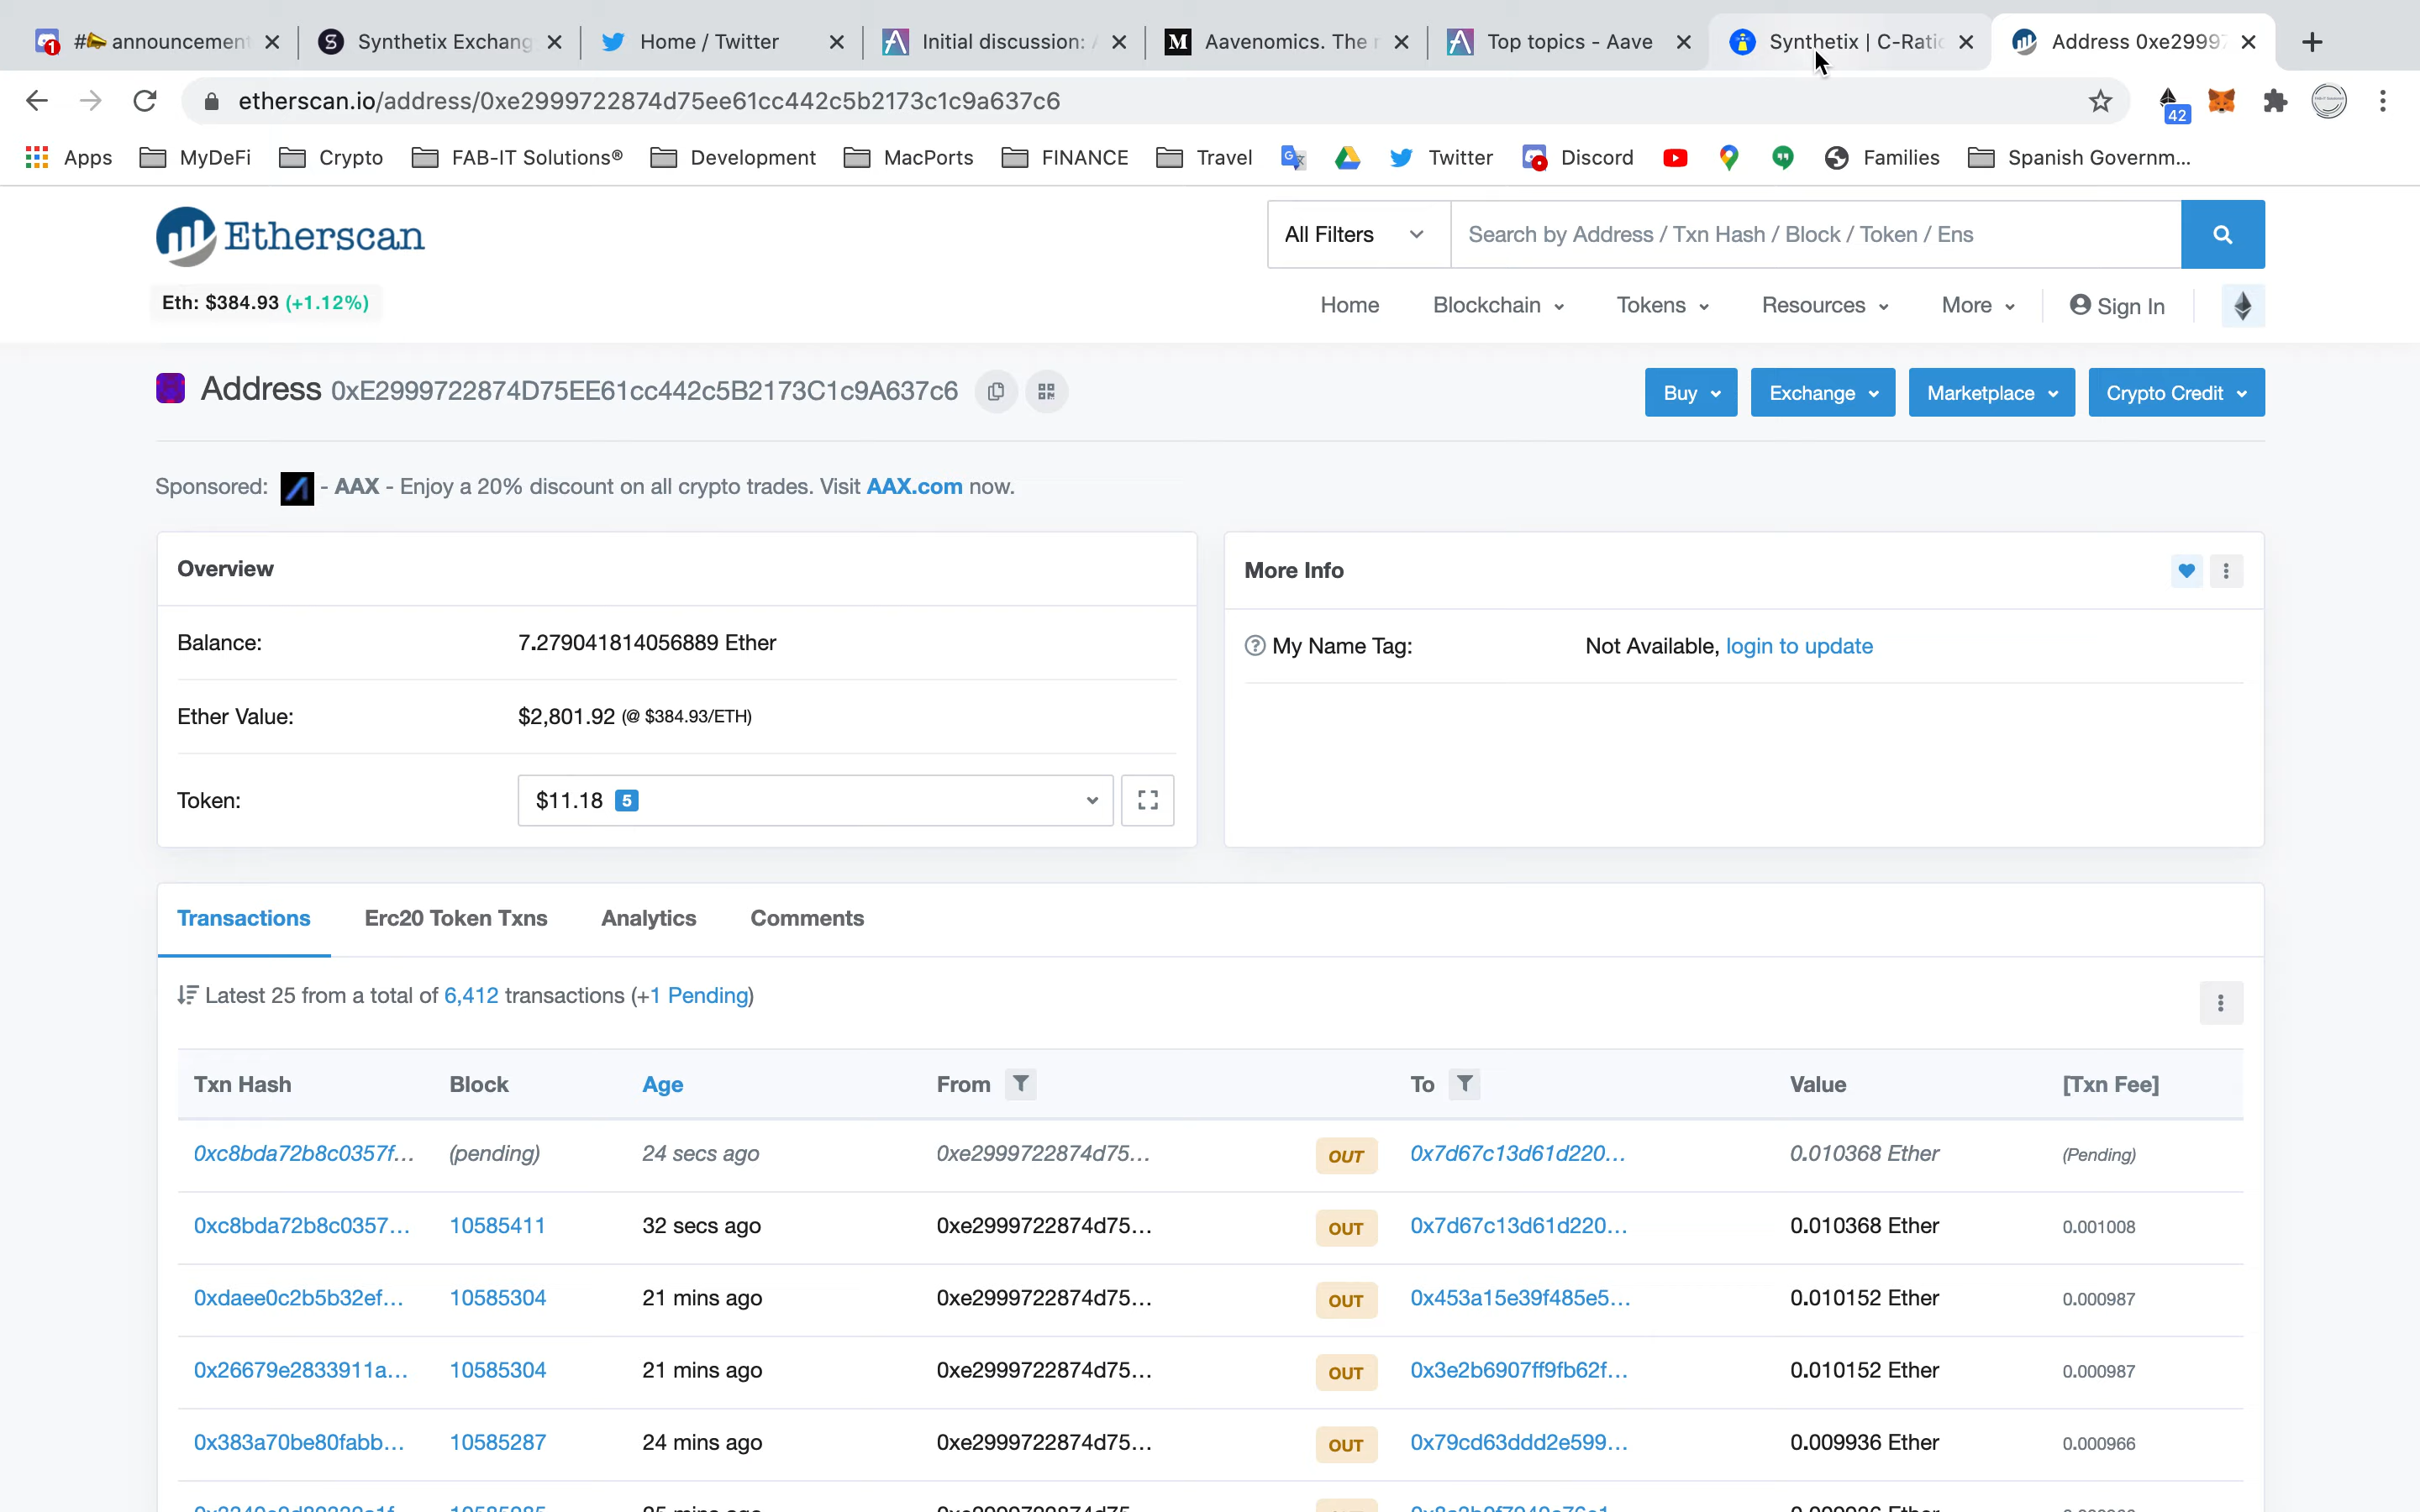 1 # announcemen Synthetix Exchang Home / Twitter Initial discussion: Aavenomics. The Top topics - Aave Synthetix | C-Rati Address 0xe2999
etherscan.io/address/0xe2999722874d75ee61cc442c5b2173c1c9a637c6 42
Apps MyDeFi Crypto FAB-IT Solutions® Development MacPorts FINANCE Travel Twitter Discord Families Spanish Governm...
Etherscan
All Filters Search by Address / Txn Hash / Block / Token / Ens
Eth: $384.93 (+1.12%)
Home Blockchain Tokens Resources More Sign In
Address 0xE2999722874D75EE61cc442c5B2173C1c9A637c6
Buy Exchange Marketplace Crypto Credit
Sponsored: - AAX - Enjoy a 20% discount on all crypto trades. Visit AAX.com now.
Overview
Balance: 7.279041814056889 Ether
Ether Value: $2,801.92 (@ $384.93/ETH)
Token: $11.18 5
More Info
My Name Tag: Not Available, login to update
Transactions Erc20 Token Txns Analytics Comments
Latest 25 from a total of 6,412 transactions (+1 Pending)
Txn Hash Block Age From To Value [Txn Fee]
0xc8bda72b8c0357f... (pending) 24 secs ago 0xe2999722874d75... OUT 0x7d67c13d61d220... 0.010368 Ether (Pending)
0xc8bda72b8c0357... 10585411 32 secs ago 0xe2999722874d75... OUT 0x7d67c13d61d220... 0.010368 Ether 0.001008
0xdaee0c2b5b32ef... 10585304 21 mins ago 0xe2999722874d75... OUT 0x453a15e39f485e5... 0.010152 Ether 0.000987
0x26679e2833911a... 10585304 21 mins ago 0xe2999722874d75... OUT 0x3e2b6907ff9fb62f... 0.010152 Ether 0.000987
0x383a70be80fabb... 10585287 24 mins ago 0xe2999722874d75... OUT 0x79cd63ddd2e599... 0.009936 Ether 0.000966